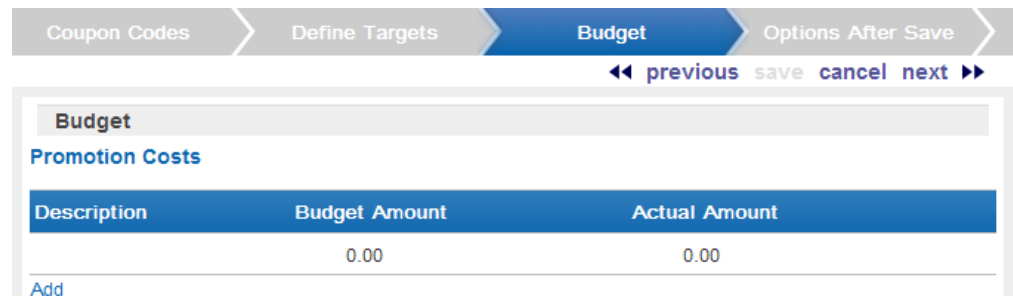 Coupon Codes Define Targets Budget Options After Save
previous save cancel next
Budget
Promotion Costs
Description Budget Amount Actual Amount
0.00 0.00
Add